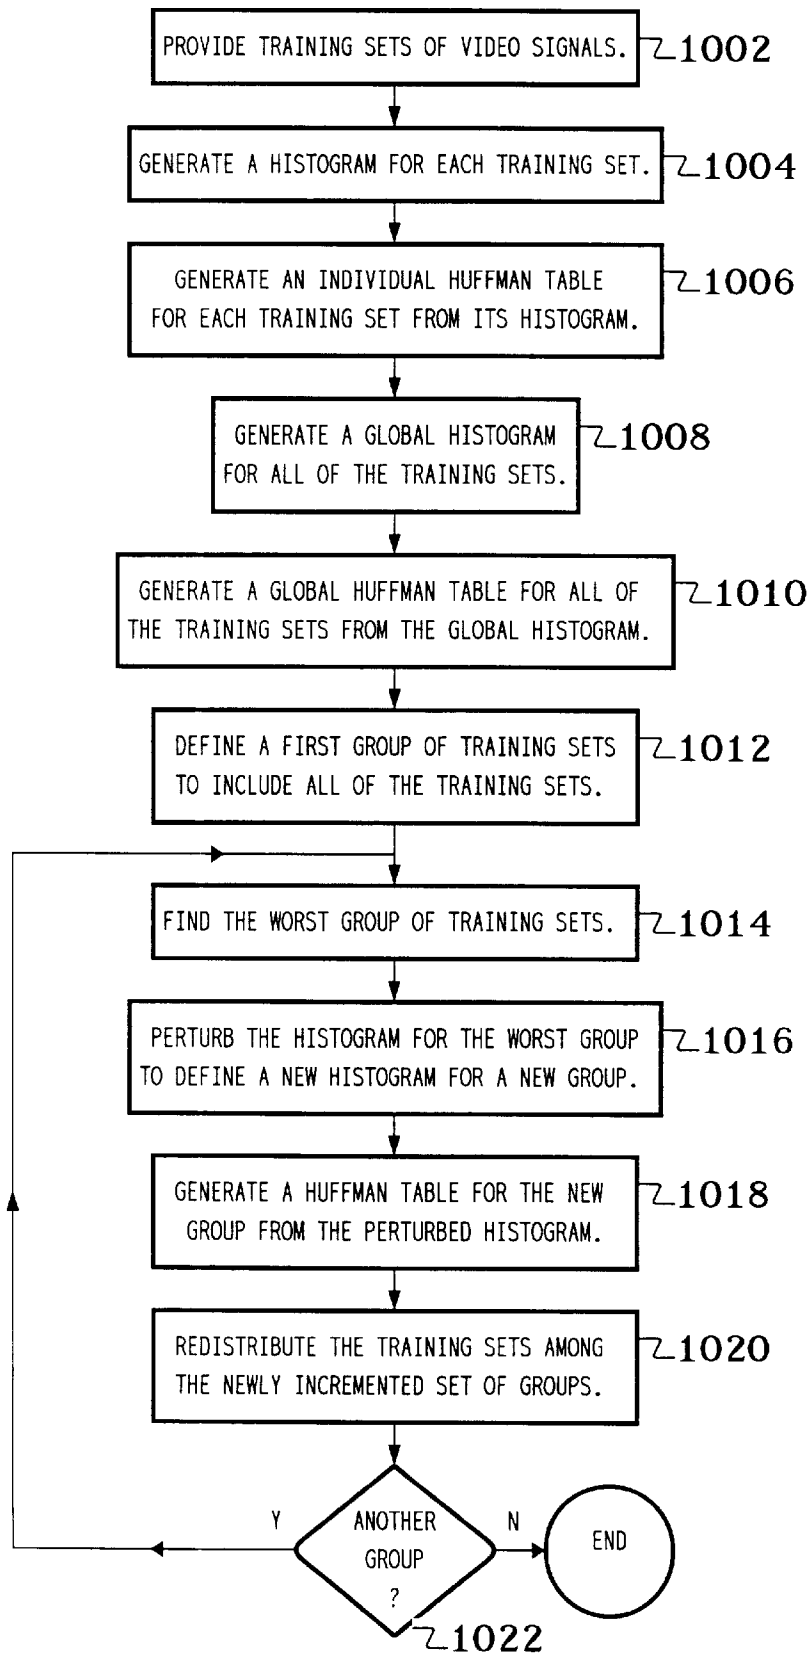 PROVIDE TRAINING SETS OF VIDEO SIGNALS. 1002
GENERATE A HISTOGRAM FOR EACH TRAINING SET. 1004
GENERATE AN INDIVIDUAL HUFFMAN TABLE 1006
FOR EACH TRAINING SET FROM ITS HISTOGRAM.
GENERATE A GLOBAL HISTOGRAM 1008
FOR ALL OF THE TRAINING SETS.
GENERATE A GLOBAL HUFFMAN TABLE FOR ALL OF 1010
THE TRAINING SETS FROM THE GLOBAL HISTOGRAM.
DEFINE A FIRST GROUP OF TRAINING SETS 1012
TO INCLUDE ALL OF THE TRAINING SETS.
FIND THE WORST GROUP OF TRAINING SETS. 1014
PERTURB THE HISTOGRAM FOR THE WORST GROUP 1016
TO DEFINE A NEW HISTOGRAM FOR A NEW GROUP.
GENERATE A HUFFMAN TABLE FOR THE NEW 1018
GROUP FROM THE PERTURBED HISTOGRAM.
REDISTRIBUTE THE TRAINING SETS AMONG 1020
THE NEWLY INCREMENTED SET OF GROUPS.
Y ANOTHER N
GROUP END
?
1022